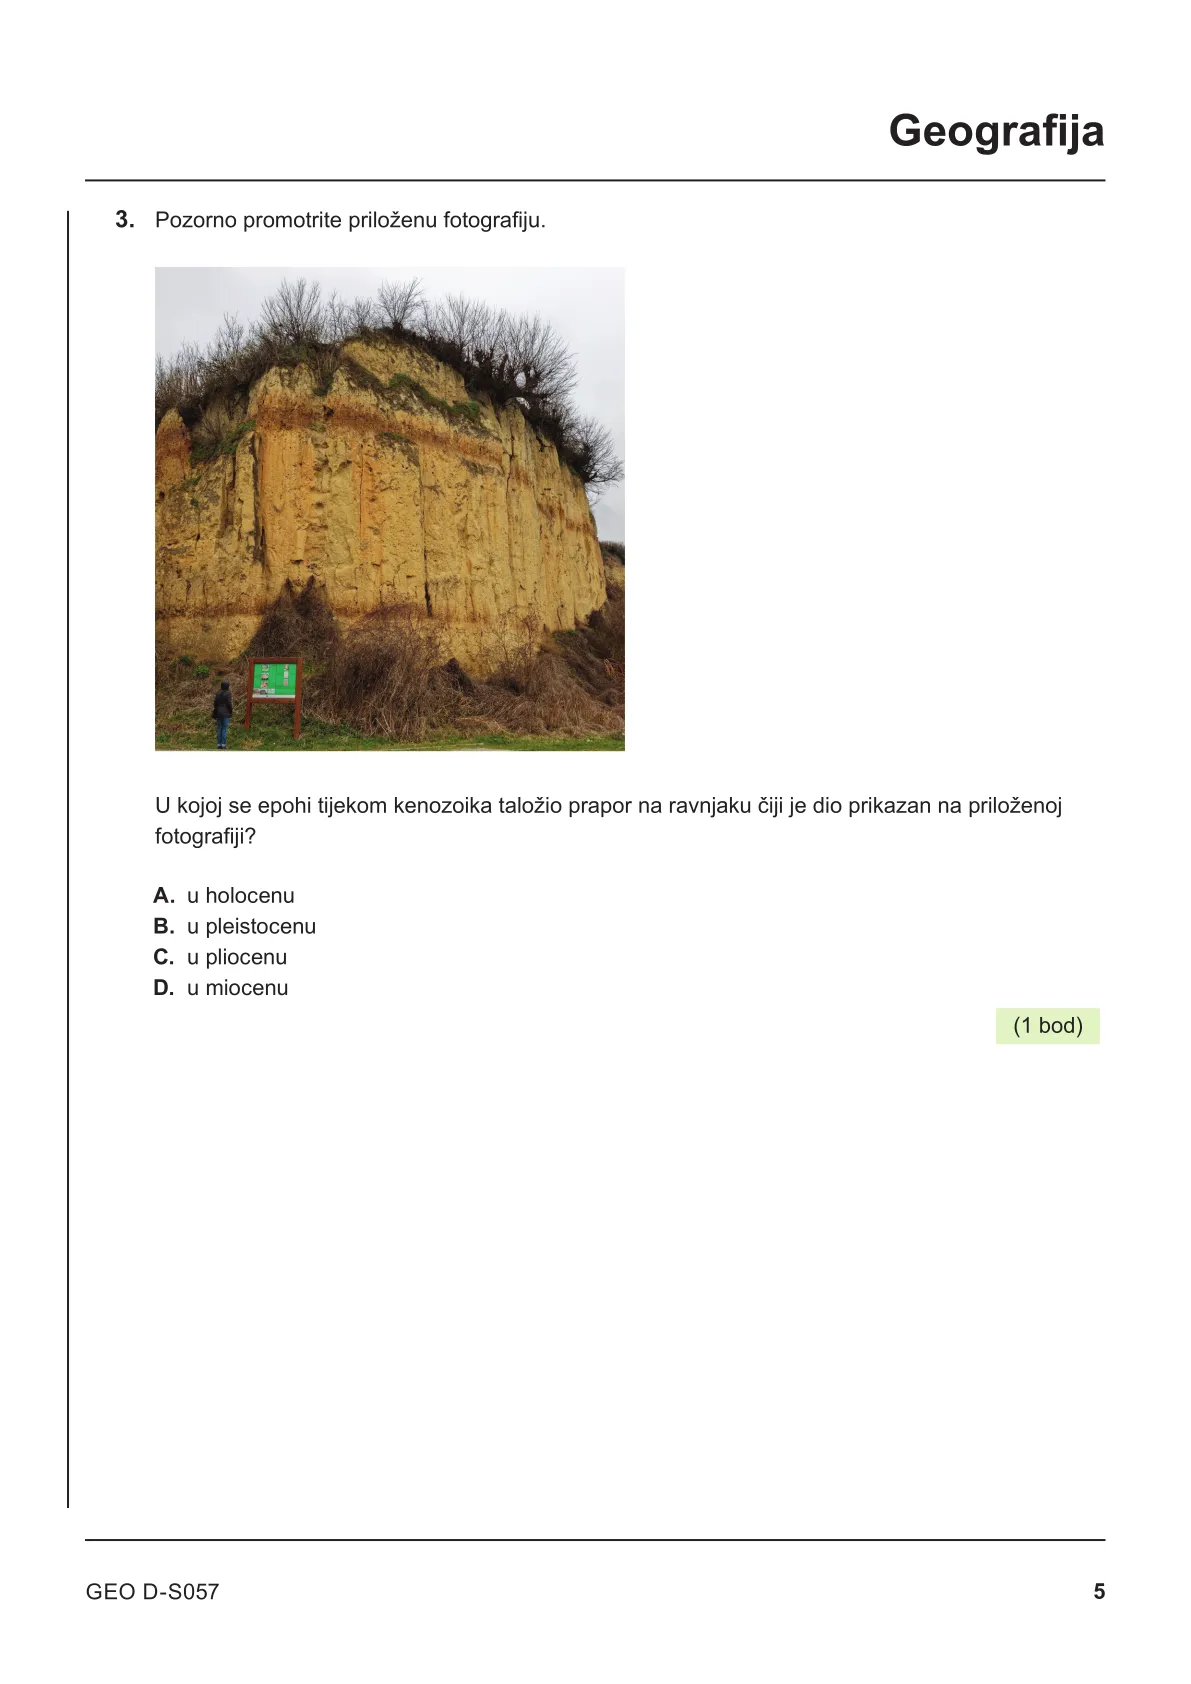 Geografija
3. Pozorno promotrite priloženu fotografiju.
U kojoj se epohi tijekom kenozoika taložio prapor na ravnjaku čiji je dio prikazan na priloženoj
fotografiji?
A. u holocenu
B. u pleistocenu
C. u pliocenu
D. u miocenu
(1 bod)
GEO D-S057
5